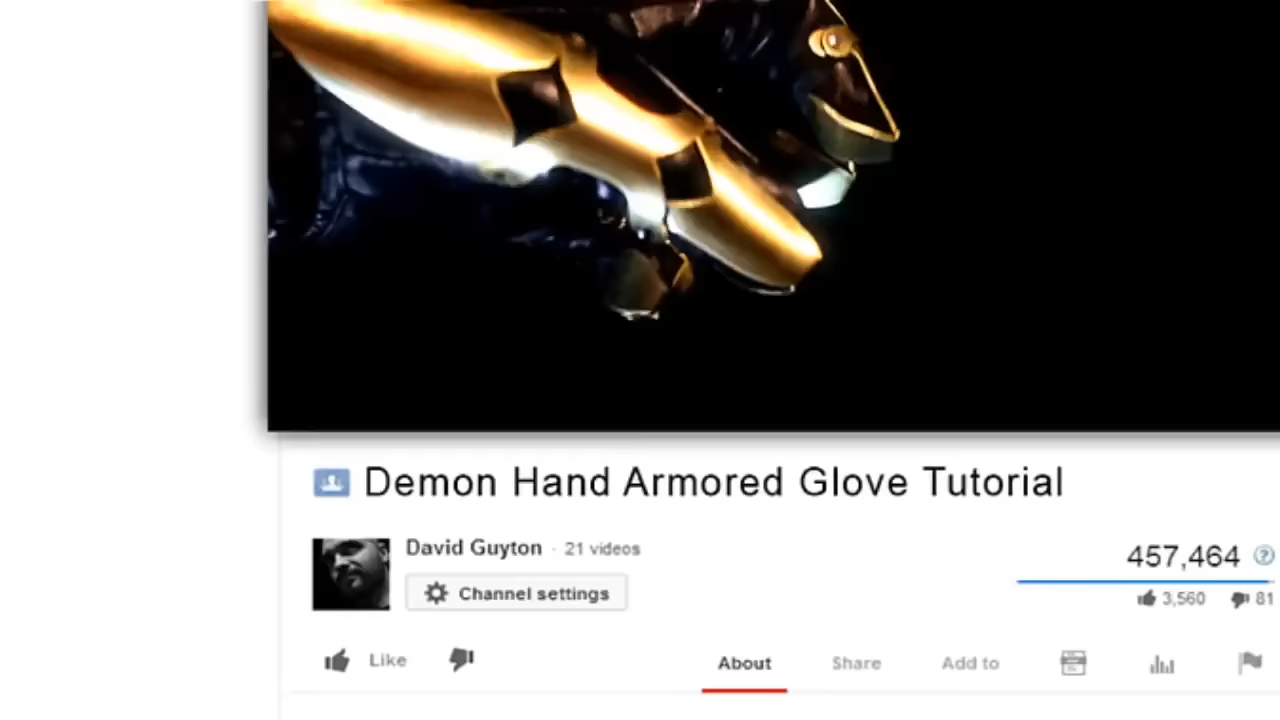 Demon Hand Armored Glove Tutorial
David Guyton · 21 videos
457,464
Channel settings
3,560 81
Like
About Share Add to